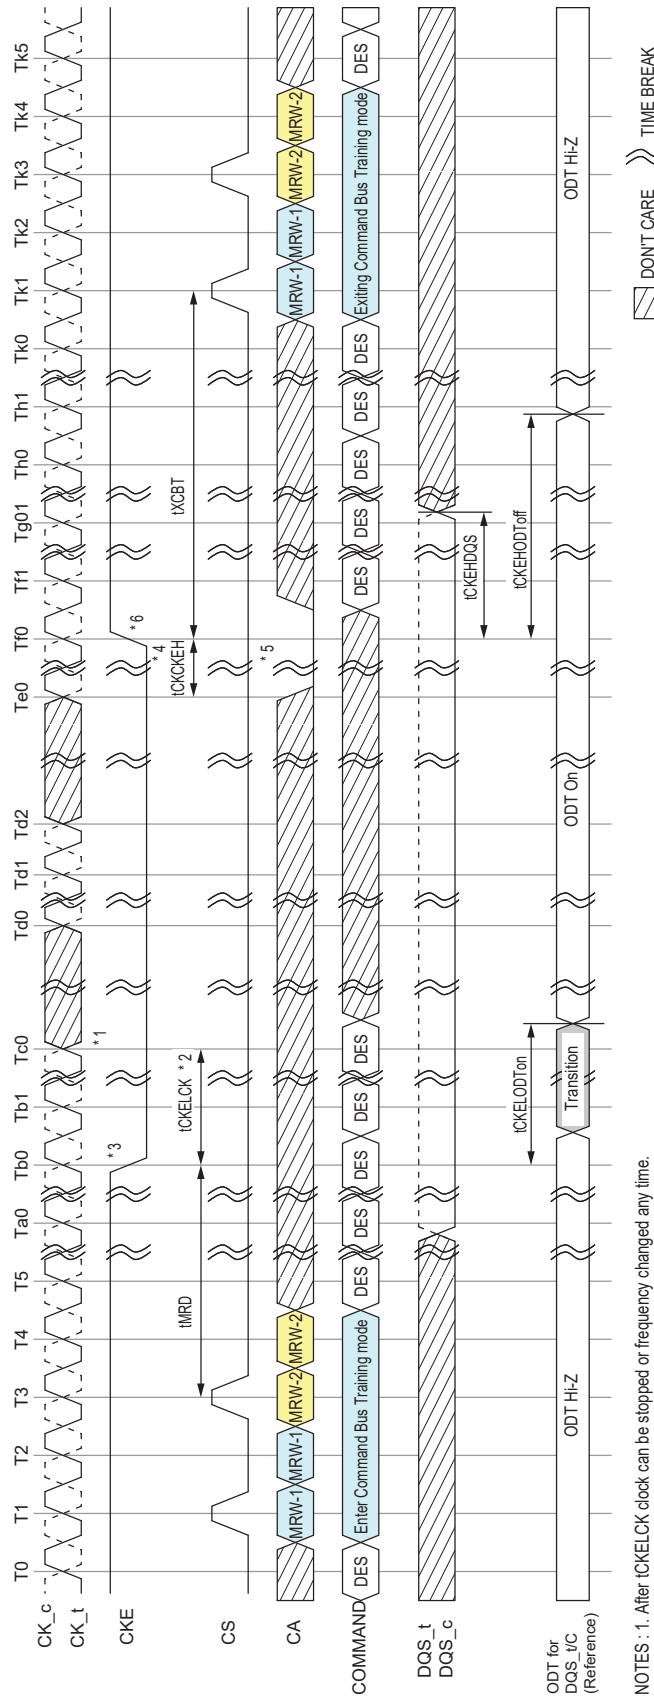 T0 T1 T2 T3 T4 T5 Ta0 Tb0 Tb1 Tc0 Td0 Td1 Td2 Te0 Tf0 Tf1 Tg01 Th0 Th1 Tk0 Tk1 Tk2 Tk3 Tk4 Tk5
CK_c
CK_t
* 1
CKE
* 3
* 6
* 4
tMRD
tCKELCK * 2
tCKCKEH
tXCBT
CS
* 5
CA
MRW-1 MRW-1 MRW-2 MRW-2 MRW-1 MRW-1 MRW-2 MRW-2
COMMAND
DES Enter Command Bus Training mode DES DES DES DES DES DES DES DES DES DES Exiting Command Bus Training mode DES
DQS_t
DQS_c
tCKEHDQS
tCKELODTon
tCKEHODToff
ODT for
DQS_t/C
(Reference)
ODT Hi-Z Transition ODT On ODT Hi-Z
DON'T CARE TIME BREAK
NOTES : 1. After tCKELCK clock can be stopped or frequency changed any time.